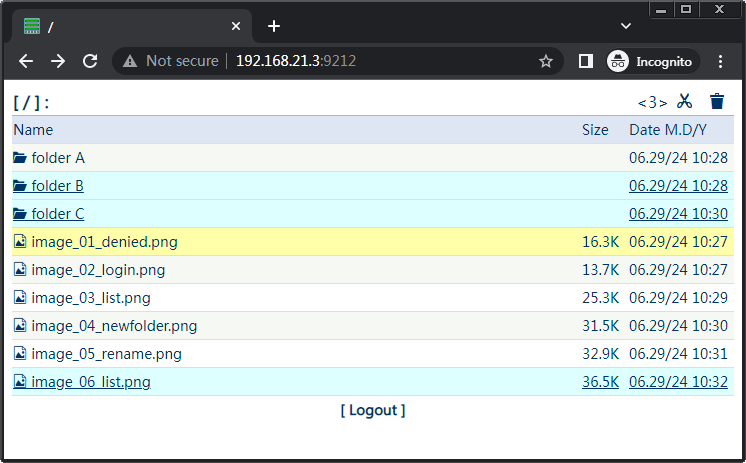 /
Not secure 192.168.21.3:9212 Incognito
[ / ] : <3>
Name Size Date M.D/Y
folder A 06.29/24 10:28
folder B 06.29/24 10:28
folder C 06.29/24 10:30
image_01_denied.png 16.3K 06.29/24 10:27
image_02_login.png 13.7K 06.29/24 10:27
image_03_list.png 25.3K 06.29/24 10:29
image_04_newfolder.png 31.5K 06.29/24 10:30
image_05_rename.png 32.9K 06.29/24 10:31
image_06_list.png 36.5K 06.29/24 10:32
[ Logout ]